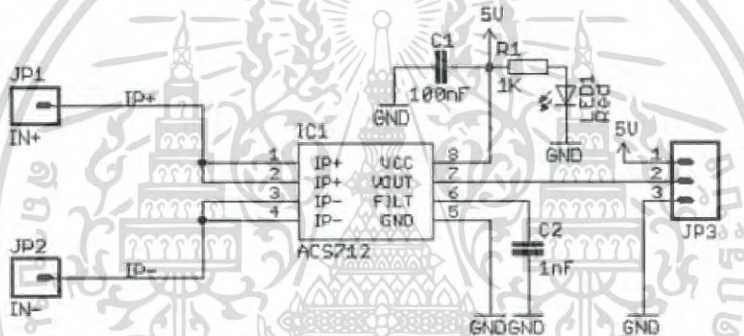 5V
C1
R1
JP1
IP+
100nF
1K
LED1
Red
IN+
GND
IC1
GND
5V
1 IP+ VCC 8
1
2 IP+ VOUT 7
2
3 IP- FILT 6
3
4 IP- GND 5
JP3
JP2
C2
IP-
ACS712
1nF
IN-
GND
GND
GND